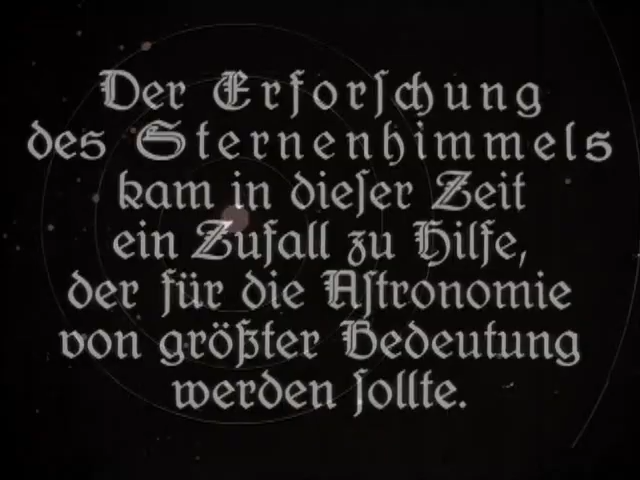 Der Erforſchung
des Sternenhimmels
kam in dieſer Zeit
ein Zufall zu Hilfe,
der für die Aſtronomie
von größter Bedeutung
werden ſollte.